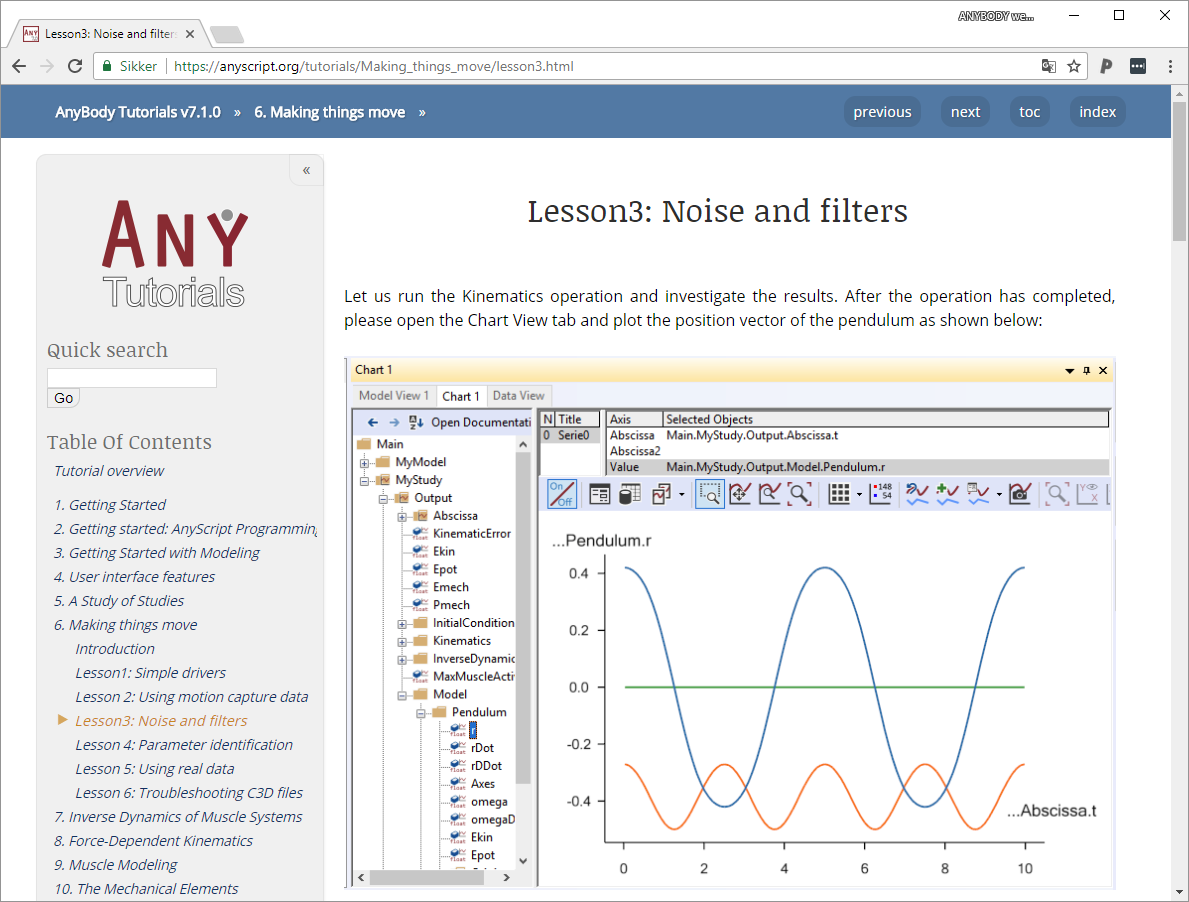 ANYBODY we...
Lesson3: Noise and filters
Sikker https://anyscript.org/tutorials/Making_things_move/lesson3.html
AnyBody Tutorials v7.1.0 » 6. Making things move » previous next toc index
«
ANY
Tutorials
Quick search
Go
Table Of Contents
Tutorial overview
1. Getting Started
2. Getting started: AnyScript Programming
3. Getting Started with Modeling
4. User interface features
5. A Study of Studies
6. Making things move
Introduction
Lesson1: Simple drivers
Lesson 2: Using motion capture data
Lesson3: Noise and filters
Lesson 4: Parameter identification
Lesson 5: Using real data
Lesson 6: Troubleshooting C3D files
7. Inverse Dynamics of Muscle Systems
8. Force-Dependent Kinematics
9. Muscle Modeling
10. The Mechanical Elements
Lesson3: Noise and filters
Let us run the Kinematics operation and investigate the results. After the operation has completed,
please open the Chart View tab and plot the position vector of the pendulum as shown below:
Chart 1
Model View 1 Chart 1 Data View
Open Documentati
Main
MyModel
MyStudy
Output
Abscissa
KinematicError
Ekin
Epot
Emech
Pmech
InitialCondition
Kinematics
InverseDynamic
MaxMuscleActi
Model
Pendulum
r
rDot
rDDot
Axes
omega
omegaD
Ekin
Epot
N Title Axis Selected Objects
0 Serie0 Abscissa Main.MyStudy.Output.Abscissa.t
Abscissa2
Value Main.MyStudy.Output.Model.Pendulum.r
On/Off
148
54
...Pendulum.r
0.4
0.2
0.0
-0.2
-0.4
...Abscissa.t
0 2 4 6 8 10